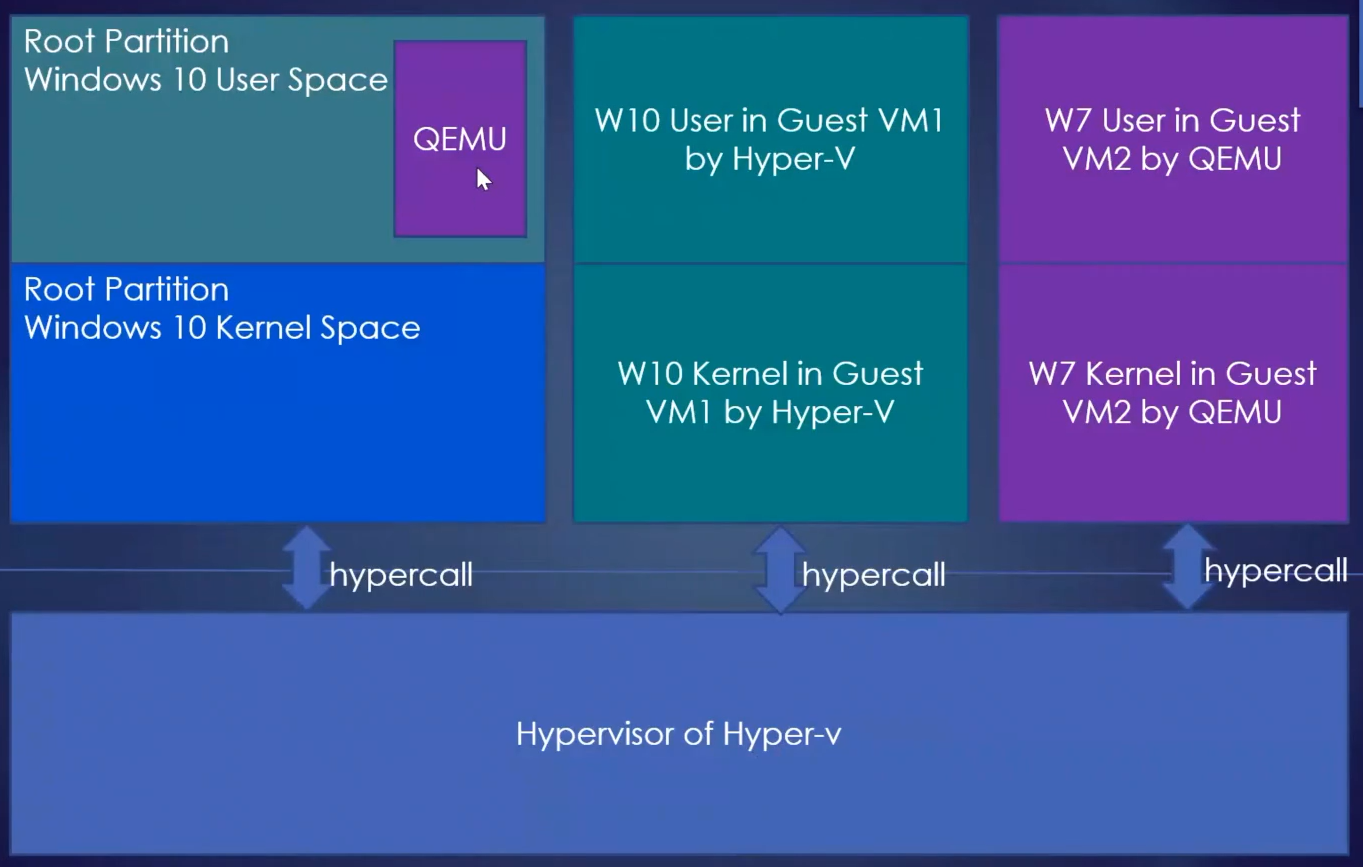 Root Partition
Windows 10 User Space
QEMU
W10 User in Guest VM1
by Hyper-V
W7 User in Guest
VM2 by QEMU
Root Partition
Windows 10 Kernel Space
W10 Kernel in Guest
VM1 by Hyper-V
W7 Kernel in Guest
VM2 by QEMU
hypercall
hypercall
hypercall
Hypervisor of Hyper-v